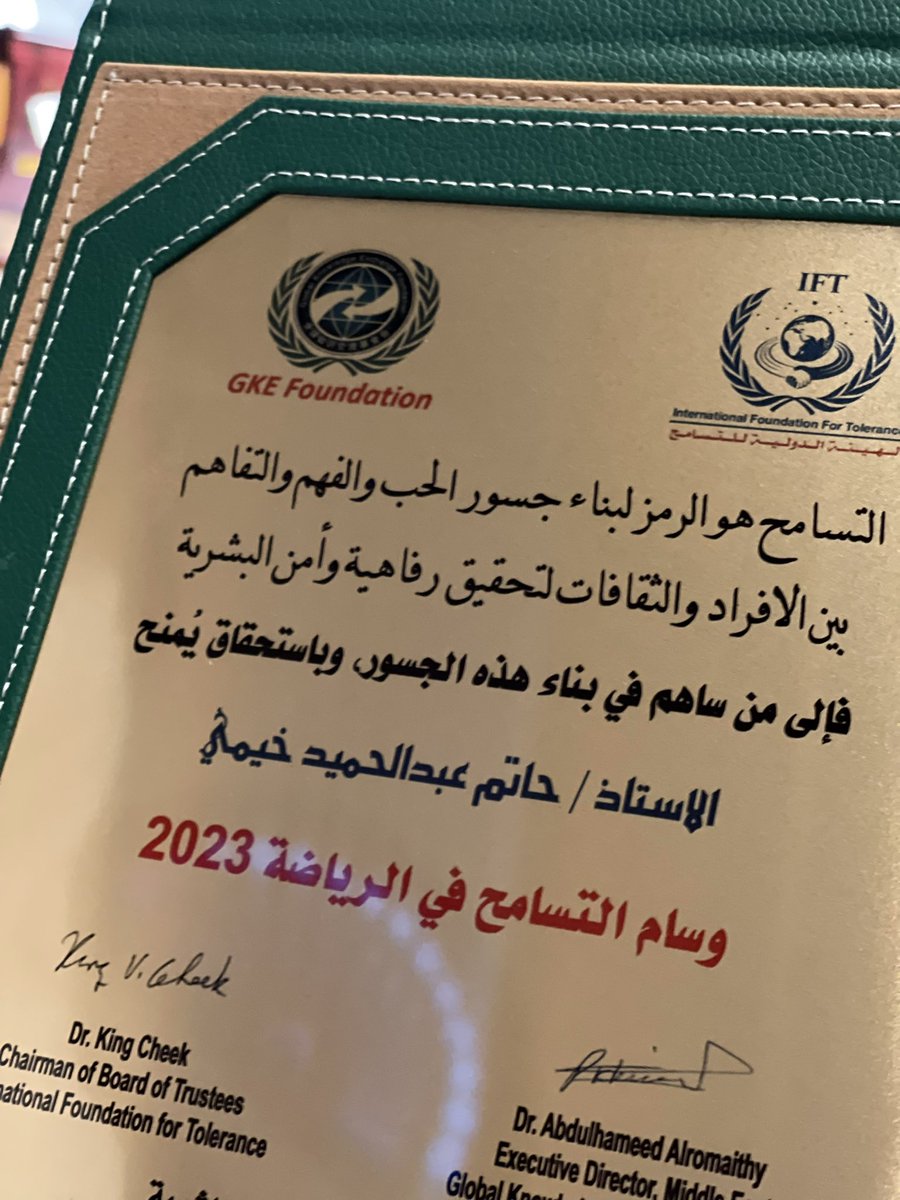 GKE Foundation
IFT
International Foundation For Tolerance
الهيئة الدولية للتسامح
التسامح هو الرمز لبناء جسور الحب والفهم والتفاهم
بين الافراد والثقافات لتحقيق رفاهية وأمن البشرية
فإلى من ساهم في بناء هذه الجسور، وباستحقاق يُمنح
الاستاذ / حاتم عبدالحميد خيمي
وسام التسامح في الرياضة 2023
King V. Cheek
Dr. King Cheek
Chairman of Board of Trustees
national Foundation for Tolerance
Dr. Abdulhameed Alromaithy
Executive Director, Middle
Global